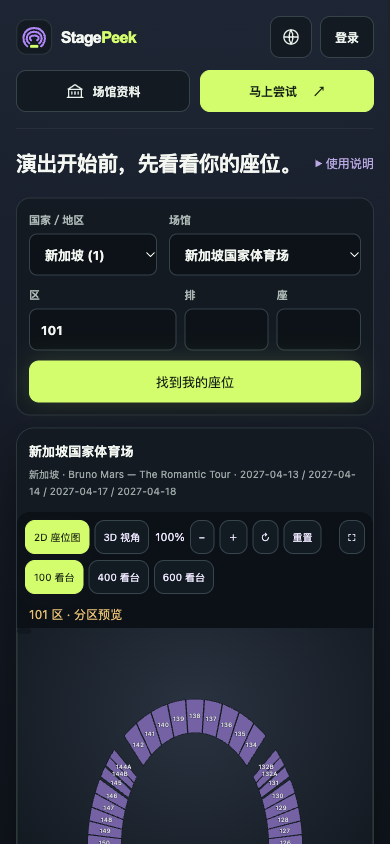 StagePeek
登录
场馆资料
马上尝试 ↗
演出开始前，先看看你的座位。
▶ 使用说明
国家 / 地区
场馆
新加坡 (1)
新加坡国家体育场
区
排
座
101
找到我的座位
新加坡国家体育场
新加坡 · Bruno Mars — The Romantic Tour · 2027-04-13 / 2027-04-
14 / 2027-04-17 / 2027-04-18
2D 座位图
3D 视角
100%
−
+
↻
重置
100 看台
400 看台
600 看台
101 区 · 分区预览
138
139
137
140
136
141
135
142
134
144A
132B
144B
132A
145
131
146
130
147
129
148
128
149
127
150
126